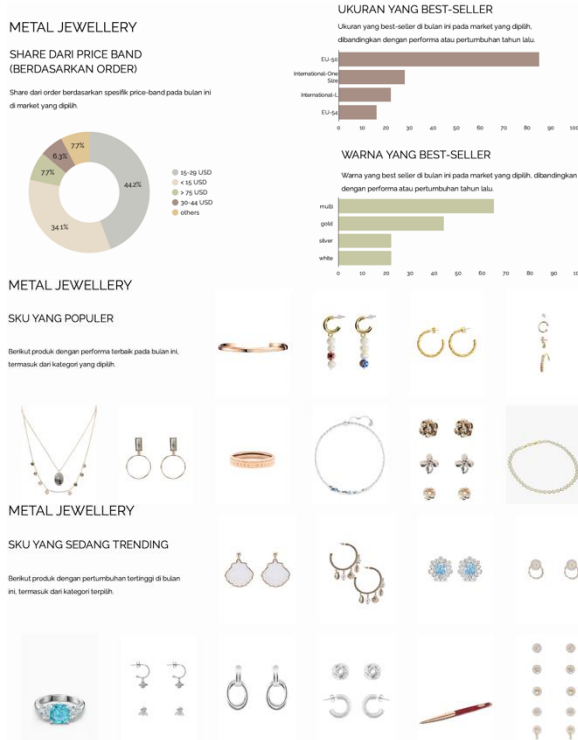 METAL JEWELLERY
SHARE DARI PRICE BAND
(BERDASARKAN ORDER)
Share dari order berdasarkan spesifik price-band pada bulan ini
di market yang dipilih.
7.7%
6.3%
7.7%
44.2%
34.1%
15-29 USD
< 15 USD
> 75 USD
30-44 USD
others
UKURAN YANG BEST-SELLER
Ukuran yang best-seller di bulan ini pada market yang dipilih,
dibandingkan dengan performa atau pertumbuhan tahun lalu.
EU-50
International-One
Size
International-L
EU-54
0 10 20 30 40 50 60 70 80 90 100
WARNA YANG BEST-SELLER
Warna yang best seller di bulan ini pada market yang dipilih, dibandingkan
dengan performa atau pertumbuhan tahun lalu.
multi
gold
silver
white
0 10 20 30 40 50 60 70 80 90
METAL JEWELLERY
SKU YANG POPULER
Berikut produk dengan performa terbaik pada bulan ini,
termasuk dari kategori yang dipilih.
METAL JEWELLERY
SKU YANG SEDANG TRENDING
Berikut produk dengan pertumbuhan tertinggi di bulan
ini, termasuk dari kategori terpilih.